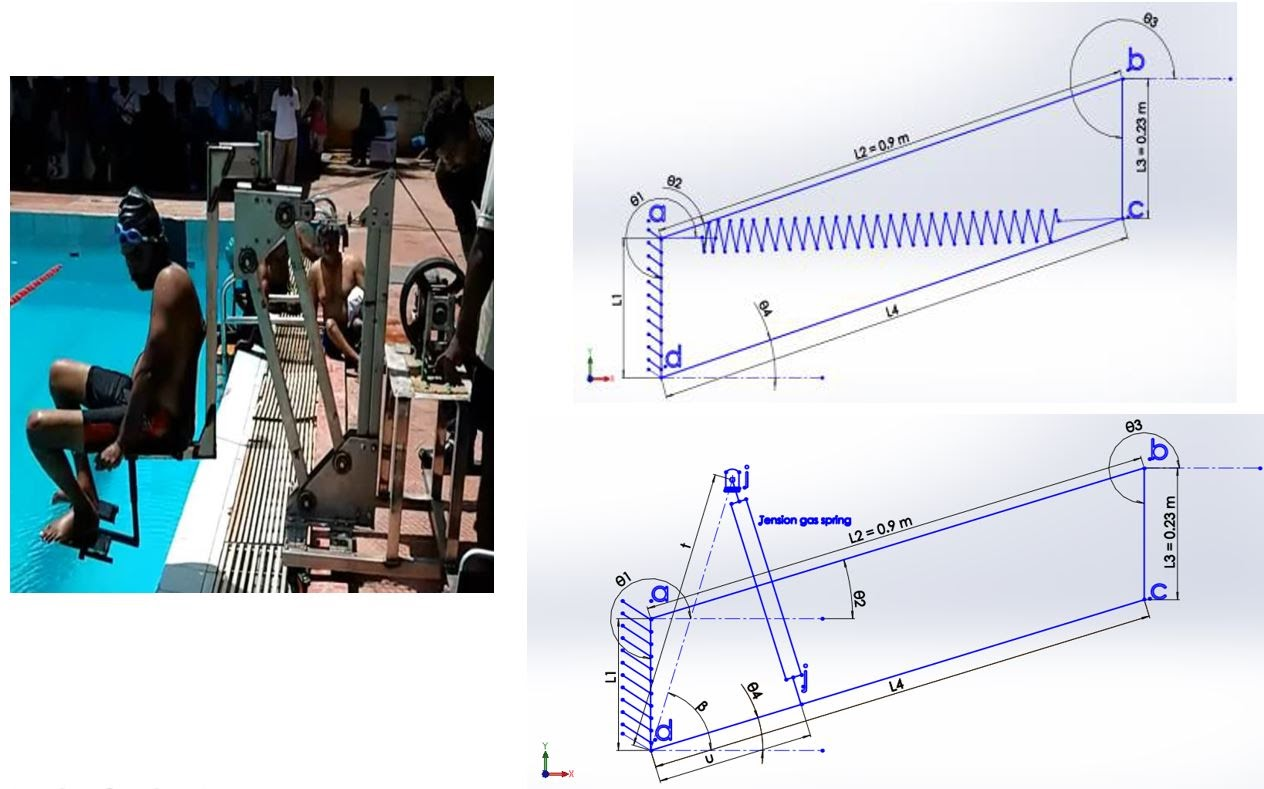 θ3
b
L2 = 0.9 m
L3 = 0.23 m
θ1
θ2
a
c
L1
θ4
L4
d
Y
X
θ3
b
j
Jension gas spring
L2 = 0.9 m
L3 = 0.23 m
f
θ1
a
θ2
c
j
L1
θ4
L4
β
d
U
Y
X